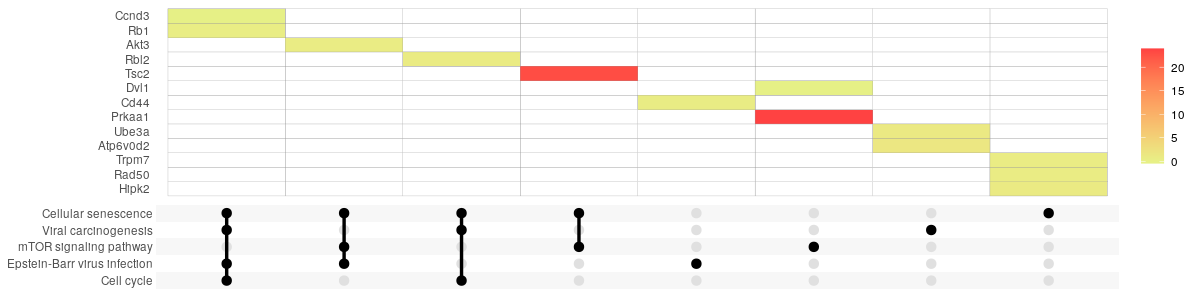 Ccnd3
Rb1
Akt3
Rbl2
Tsc2
Dvl1
Cd44
Prkaa1
Ube3a
Atp6v0d2
Trpm7
Rad50
Hipk2
20
15
10
5
0
Cellular senescence
Viral carcinogenesis
mTOR signaling pathway
Epstein-Barr virus infection
Cell cycle